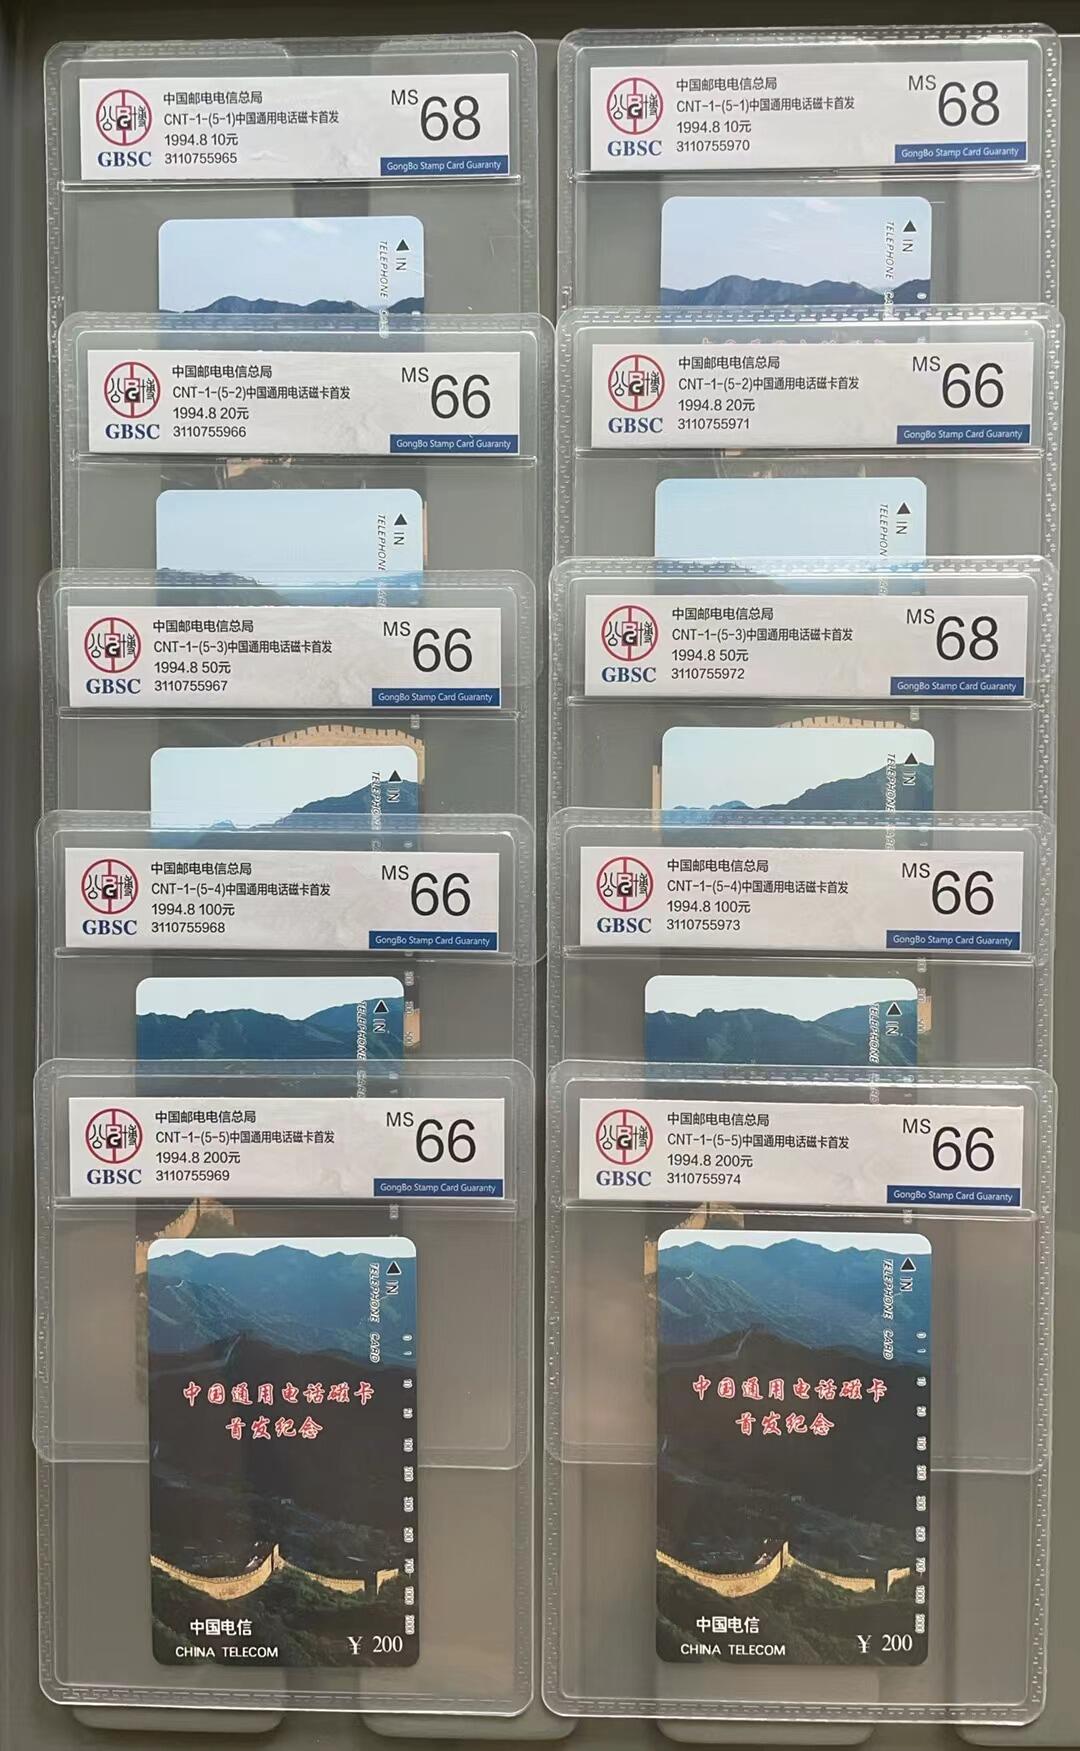 中国邮电电信总局
CNT-1-(5-1)中国通用电话磁卡首发
1994.8 10元
3110755965
MS 68
GBSC
GongBo Stamp Card Guaranty
IN
TELEPHONE
中国邮电电信总局
CNT-1-(5-2)中国通用电话磁卡首发
1994.8 20元
3110755966
MS 66
GBSC
GongBo Stamp Card Guaranty
IN
TELEPHONE
中国邮电电信总局
CNT-1-(5-3)中国通用电话磁卡首发
1994.8 50元
3110755967
MS 66
GBSC
GongBo Stamp Card Guaranty
IN
TELEPHONE
中国邮电电信总局
CNT-1-(5-4)中国通用电话磁卡首发
1994.8 100元
3110755968
MS 66
GBSC
GongBo Stamp Card Guaranty
IN
TELEPHONE
中国邮电电信总局
CNT-1-(5-5)中国通用电话磁卡首发
1994.8 200元
3110755969
MS 66
GBSC
GongBo Stamp Card Guaranty
IN
TELEPHONE CARD
中国通用电话磁卡
首发纪念
中国电信
CHINA TELECOM
¥ 200
中国邮电电信总局
CNT-1-(5-1)中国通用电话磁卡首发
1994.8 10元
3110755970
MS 68
GBSC
GongBo Stamp Card Guaranty
IN
TELEPHONE
中国邮电电信总局
CNT-1-(5-2)中国通用电话磁卡首发
1994.8 20元
3110755971
MS 66
GBSC
GongBo Stamp Card Guaranty
IN
TELEPHONE
中国邮电电信总局
CNT-1-(5-3)中国通用电话磁卡首发
1994.8 50元
3110755972
MS 68
GBSC
GongBo Stamp Card Guaranty
IN
TELEPHONE
中国邮电电信总局
CNT-1-(5-4)中国通用电话磁卡首发
1994.8 100元
3110755973
MS 66
GBSC
GongBo Stamp Card Guaranty
IN
TELEPHONE
中国邮电电信总局
CNT-1-(5-5)中国通用电话磁卡首发
1994.8 200元
3110755974
MS 66
GBSC
GongBo Stamp Card Guaranty
IN
TELEPHONE CARD
中国通用电话磁卡
首发纪念
中国电信
CHINA TELECOM
¥ 200